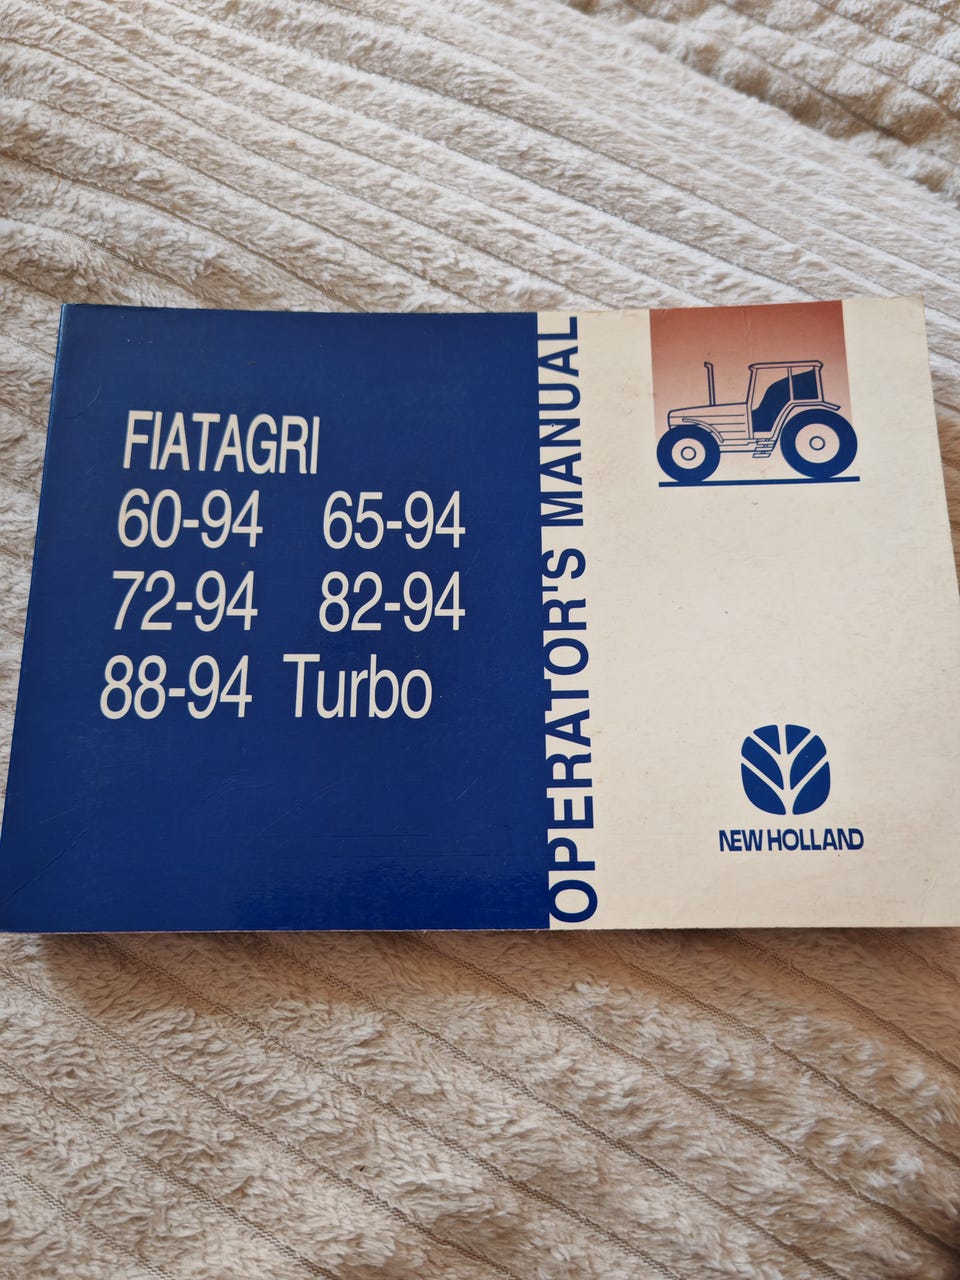 FIATAGRI
60-94 65-94
72-94 82-94
88-94 Turbo
OPERATOR'S MANUAL
NEW HOLLAND